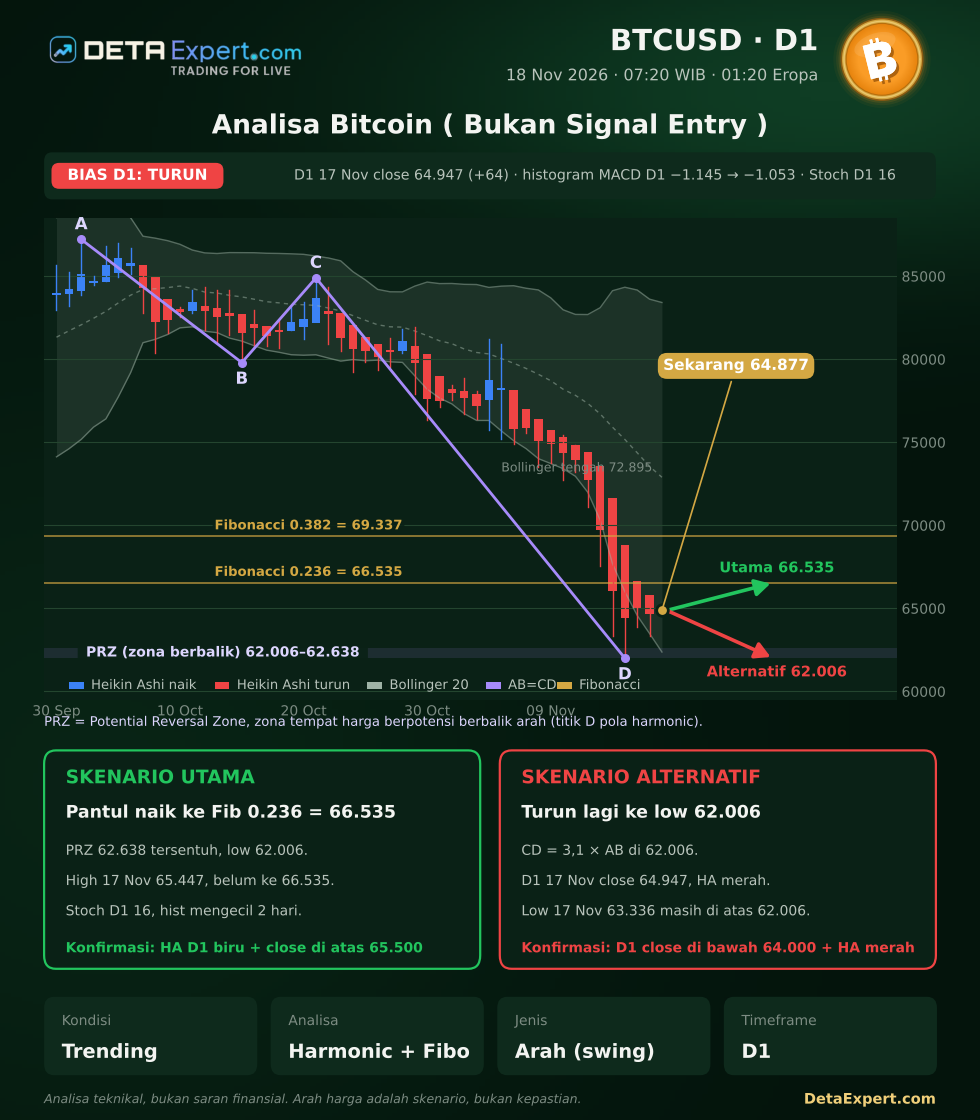 DETA Expert.com
TRADING FOR LIVE
BTCUSD · D1
18 Nov 2026 · 07:20 WIB · 01:20 Eropa
Analisa Bitcoin ( Bukan Signal Entry )
BIAS D1: TURUN
D1 17 Nov close 64.947 (+64) · histogram MACD D1 −1.145 → −1.053 · Stoch D1 16
A
C
B
85000
80000
Sekarang 64.877
75000
Bollinger tengah 72.895
Fibonacci 0.382 = 69.337
70000
Utama 66.535
Fibonacci 0.236 = 66.535
65000
PRZ (zona berbalik) 62.006–62.638
D
Alternatif 62.006
Heikin Ashi naik
Heikin Ashi turun
Bollinger 20
AB=CD
Fibonacci
60000
30 Sep
10 Oct
20 Oct
30 Oct
09 Nov
PRZ = Potential Reversal Zone, zona tempat harga berpotensi berbalik arah (titik D pola harmonic).
SKENARIO UTAMA
Pantul naik ke Fib 0.236 = 66.535
PRZ 62.638 tersentuh, low 62.006.
High 17 Nov 65.447, belum ke 66.535.
Stoch D1 16, hist mengecil 2 hari.
Konfirmasi: HA D1 biru + close di atas 65.500
SKENARIO ALTERNATIF
Turun lagi ke low 62.006
CD = 3,1 × AB di 62.006.
D1 17 Nov close 64.947, HA merah.
Low 17 Nov 63.336 masih di atas 62.006.
Konfirmasi: D1 close di bawah 64.000 + HA merah
Kondisi
Trending
Analisa
Harmonic + Fibo
Jenis
Arah (swing)
Timeframe
D1
Analisa teknikal, bukan saran finansial. Arah harga adalah skenario, bukan kepastian.
DetaExpert.com